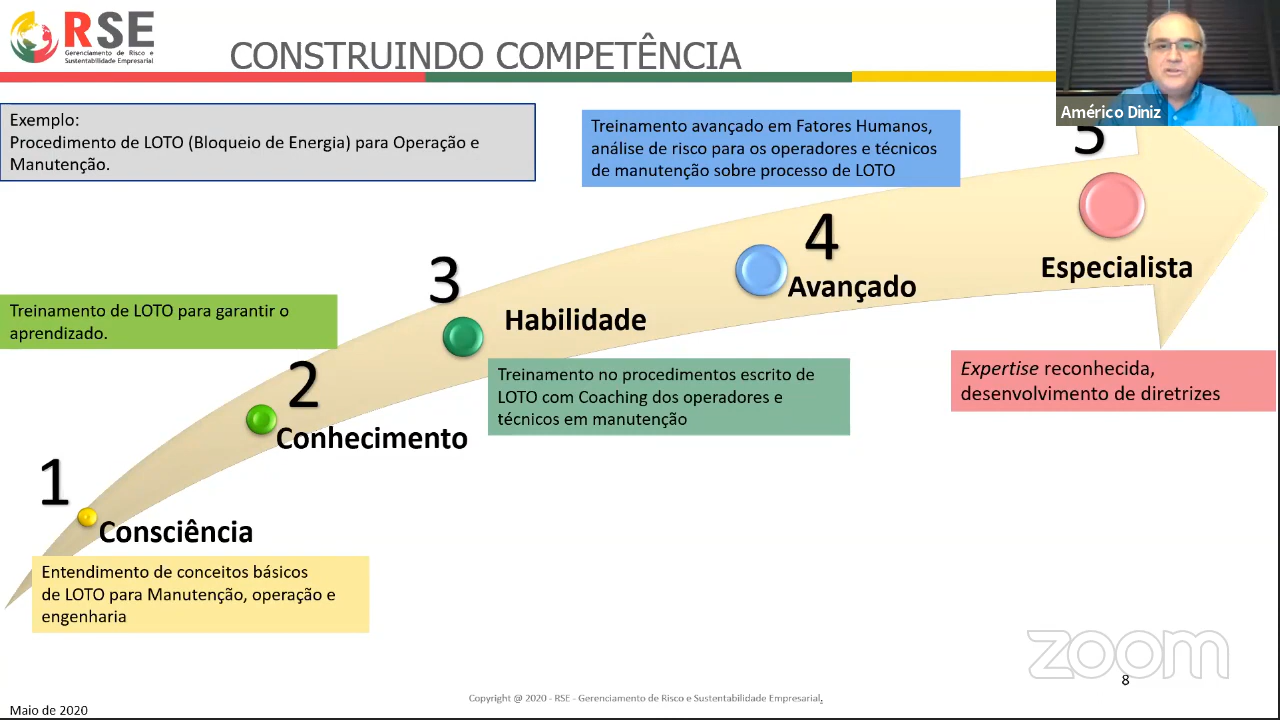 RSE
Gerenciamento de Risco e
Sustentabilidade Empresarial
CONSTRUINDO COMPETÊNCIA
Américo Diniz
Exemplo:
Procedimento de LOTO (Bloqueio de Energia) para Operação e
Manutenção.
Treinamento avançado em Fatores Humanos,
análise de risco para os operadores e técnicos
de manutenção sobre processo de LOTO
5
Especialista
4
Avançado
3
Habilidade
Treinamento de LOTO para garantir o
aprendizado.
Treinamento no procedimentos escrito de
LOTO com Coaching dos operadores e
técnicos em manutenção
Expertise reconhecida,
desenvolvimento de diretrizes
2
Conhecimento
1
Consciência
Entendimento de conceitos básicos
de LOTO para Manutenção, operação e
engenharia
zoom
8
Copyright @ 2020 - RSE - Gerenciamento de Risco e Sustentabilidade Empresarial.
Maio de 2020